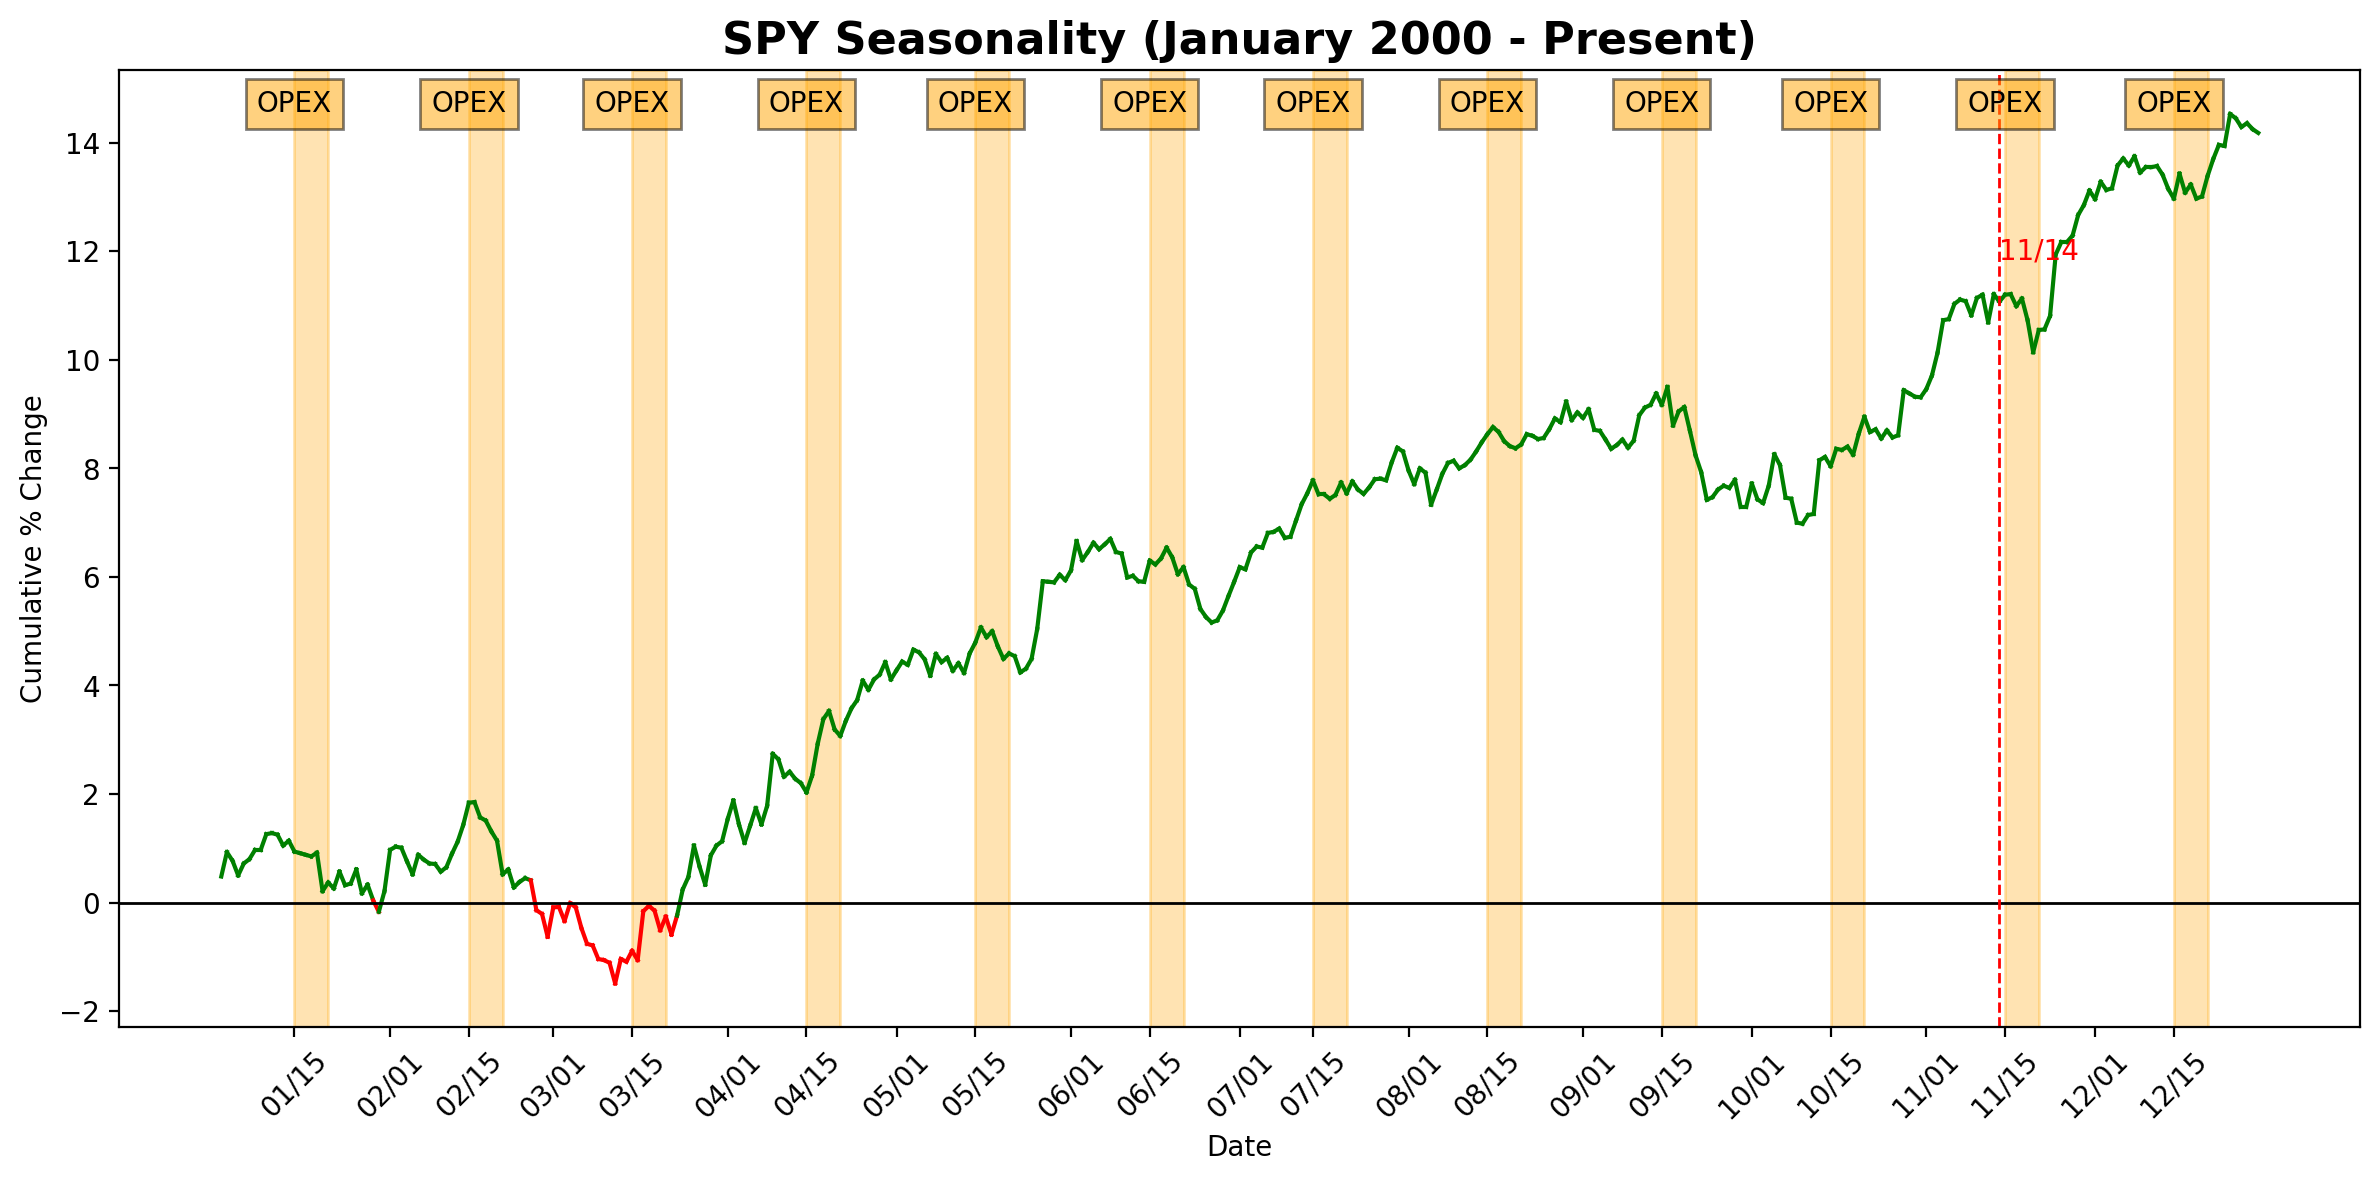 SPY Seasonality (January 2000 - Present)
OPEX OPEX OPEX OPEX OPEX OPEX OPEX OPEX OPEX OPEX OPEX OPEX
14
12
10
8
6
4
2
0
−2
11/14
Cumulative % Change
01/15 02/01 02/15 03/01 03/15 04/01 04/15 05/01 05/15 06/01 06/15 07/01 07/15 08/01 08/15 09/01 09/15 10/01 10/15 11/01 11/15 12/01 12/15
Date